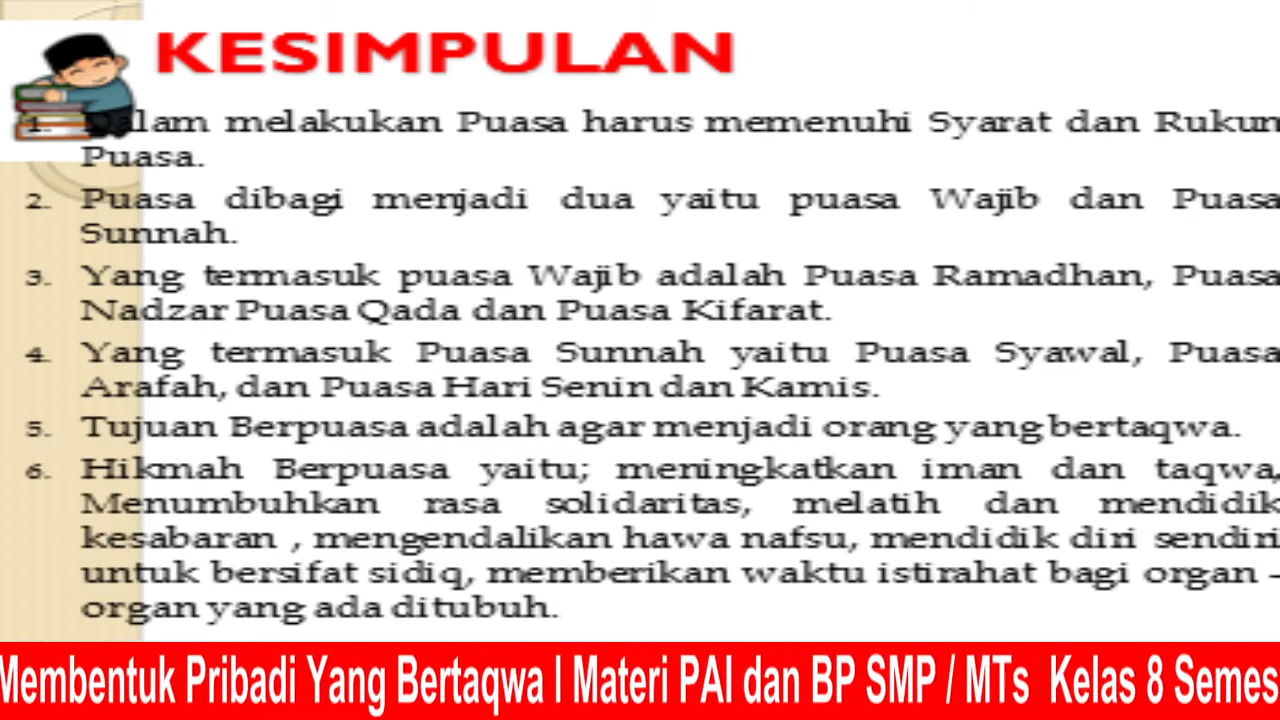 KESIMPULAN
1. Dalam melakukan Puasa harus memenuhi Syarat dan Rukun
Puasa.
2. Puasa dibagi menjadi dua yaitu puasa Wajib dan Puasa
Sunnah.
3. Yang termasuk puasa Wajib adalah Puasa Ramadhan, Puasa
Nadzar Puasa Qada dan Puasa Kifarat.
4. Yang termasuk Puasa Sunnah yaitu Puasa Syawal, Puasa
Arafah, dan Puasa Hari Senin dan Kamis.
5. Tujuan Berpuasa adalah agar menjadi orang yang bertaqwa.
6. Hikmah Berpuasa yaitu; meningkatkan iman dan taqwa,
Menumbuhkan rasa solidaritas, melatih dan mendidik
kesabaran , mengendalikan hawa nafsu, mendidik diri sendiri
untuk bersifat sidiq, memberikan waktu istirahat bagi organ -
organ yang ada ditubuh.
Membentuk Pribadi Yang Bertaqwa I Materi PAI dan BP SMP / MTs Kelas 8 Semes